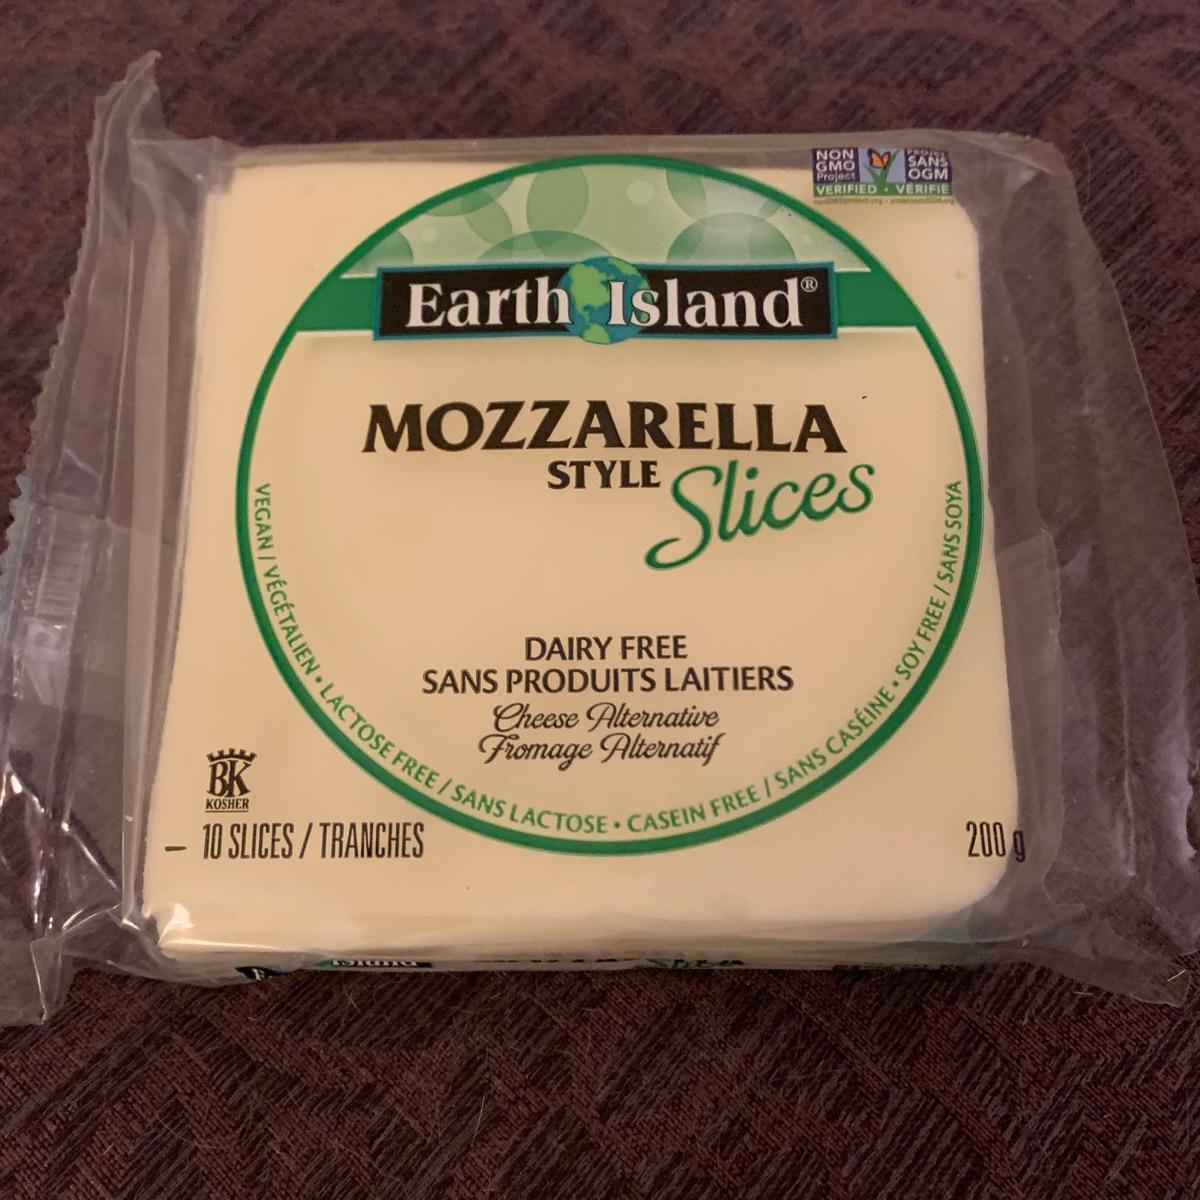 NON
GMO
Project
PROJET
SANS
OGM
VERIFIED • VÉRIFIÉ
Earth Island®
MOZZARELLA
STYLE Slices
DAIRY FREE
SANS PRODUITS LAITIERS
Cheese Alternative
Fromage Alternatif
VEGAN / VÉGÉTALIEN • LACTOSE FREE / SANS LACTOSE • CASEIN FREE / SANS CASÉINE • SOY FREE / SANS SOYA
BK
KOSHER
10 SLICES / TRANCHES
200 g